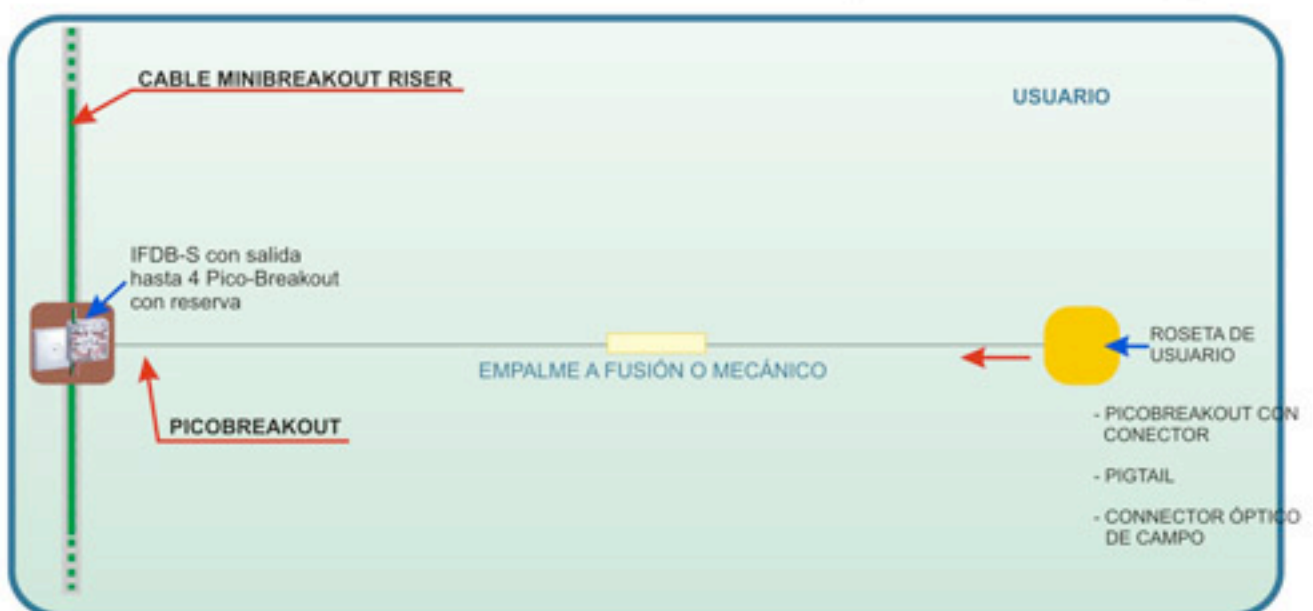 CABLE MINIBREAKOUT RISER
USUARIO
IFDB-S con salida
hasta 4 Pico-Breakout
con reserva
ROSETA DE
USUARIO
EMPALME A FUSIÓN O MECÁNICO
PICOBREAKOUT
- PICOBREAKOUT CON
CONECTOR
- PIGTAIL
- CONNECTOR ÓPTICO
DE CAMPO